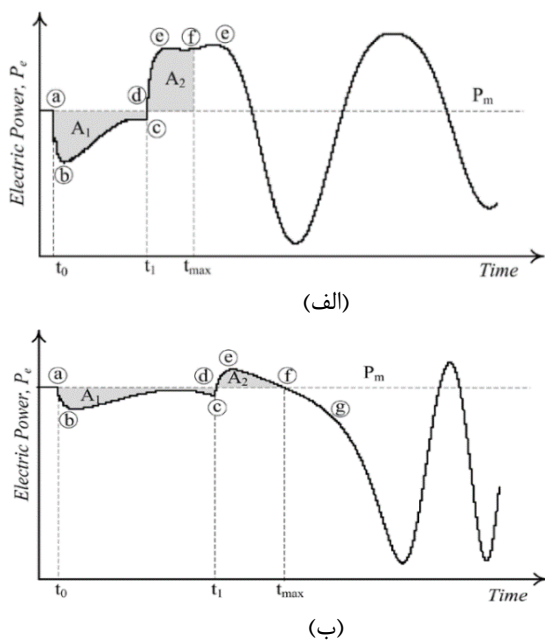 Electric Power, Pe
ⓔ ⓕ ⓔ
ⓐ ⓓ A2 Pm
A1 ⓒ
ⓑ
t0 t1 tmax Time
(الف)
Electric Power, Pe
ⓔ
ⓐ ⓓ A2 ⓕ Pm
ⓑ A1 ⓒ ⓖ
t0 t1 tmax Time
(ب)